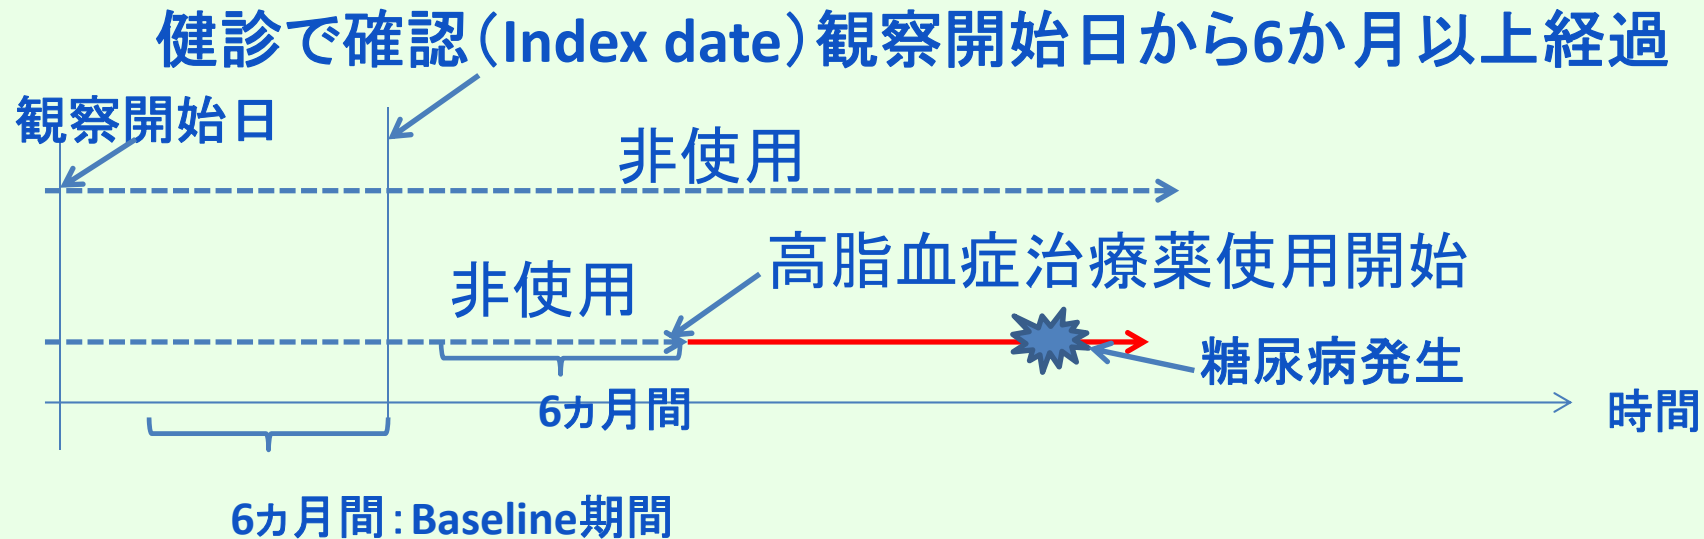 健診で確認（Index date）観察開始日から6か月以上経過
観察開始日
非使用
高脂血症治療薬使用開始
非使用
糖尿病発生
6カ月間
時間
6カ月間：Baseline期間